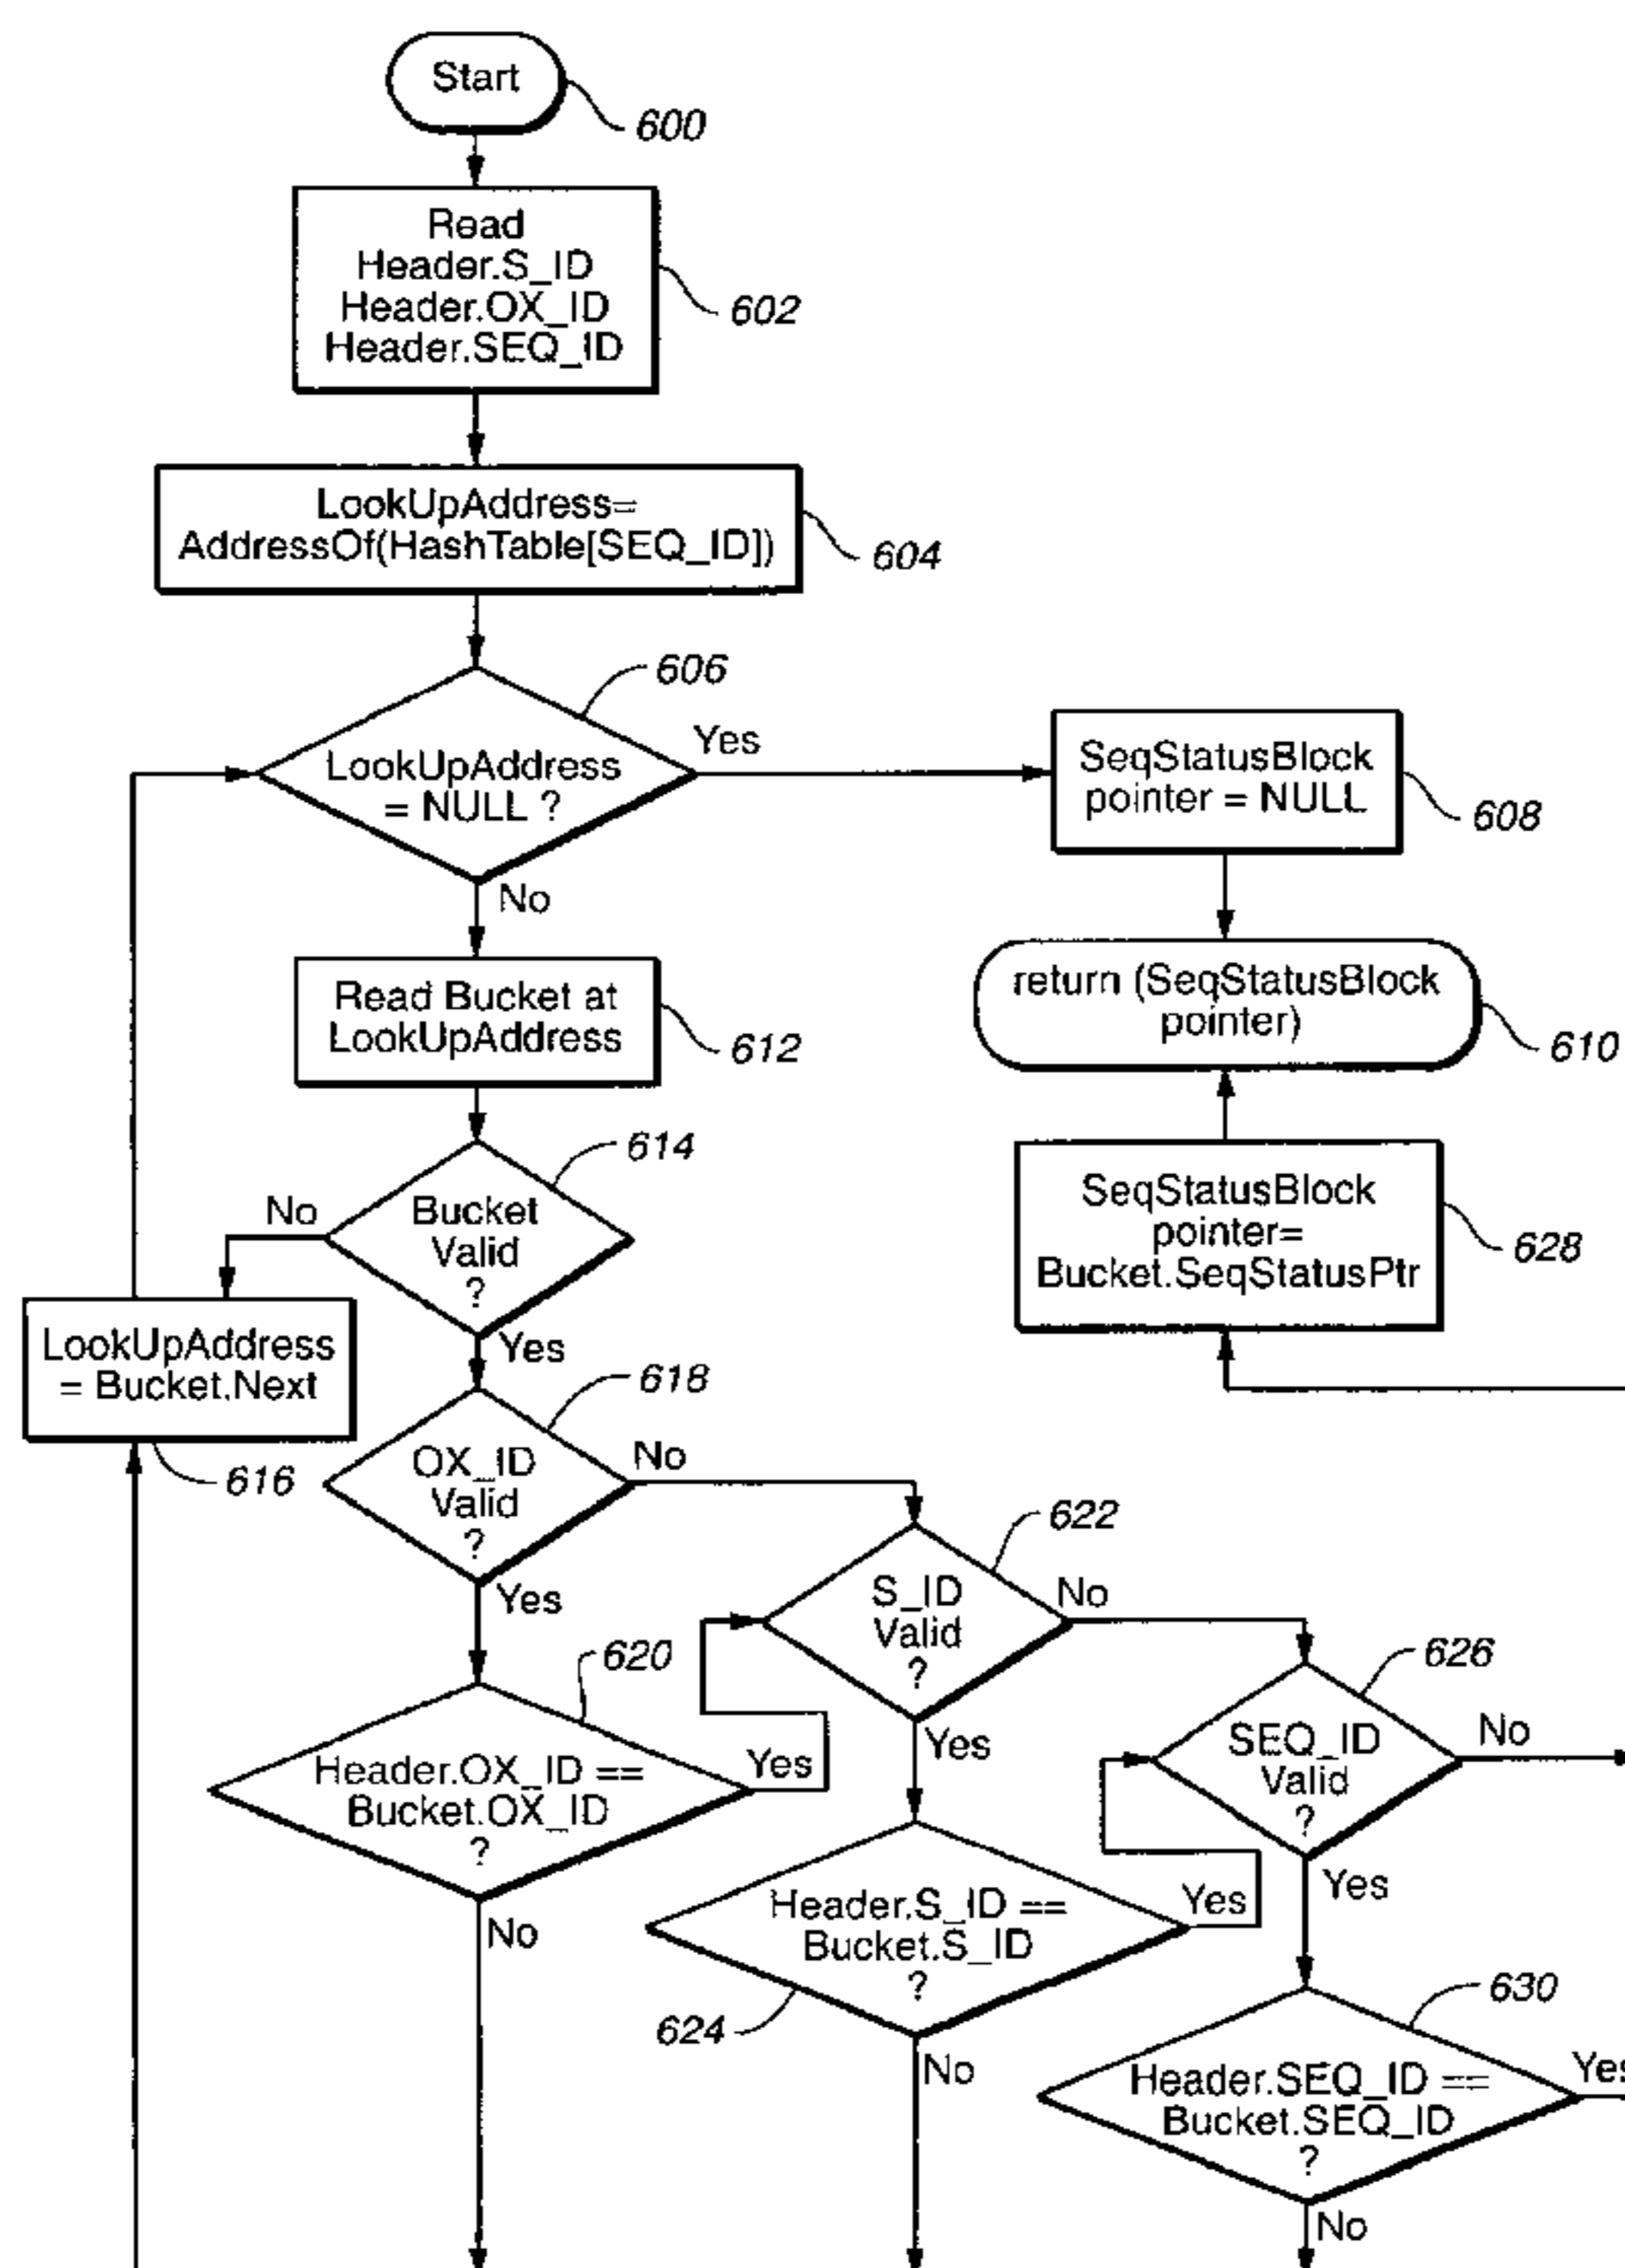 Start
600
Read
Header.S_ID
Header.OX_ID
Header.SEQ_ID
602
LookUpAddress=
AddressOf(HashTable[SEQ_ID])
604
606
LookUpAddress
= NULL ?
Yes
No
SeqStatusBlock
pointer = NULL
608
return (SeqStatusBlock
pointer)
610
Read Bucket at
LookUpAddress
612
614
Bucket
Valid
?
No
Yes
SeqStatusBlock
pointer=
Bucket.SeqStatusPtr
628
LookUpAddress
= Bucket.Next
616
618
OX_ID
Valid
?
No
Yes
622
S_ID
Valid
?
No
Yes
620
Header.OX_ID ==
Bucket.OX_ID
?
Yes
No
626
SEQ_ID
Valid
?
No
Yes
Header.S_ID ==
Bucket.S_ID
?
Yes
624
No
630
Header.SEQ_ID ==
Bucket.SEQ_ID
?
Yes
No